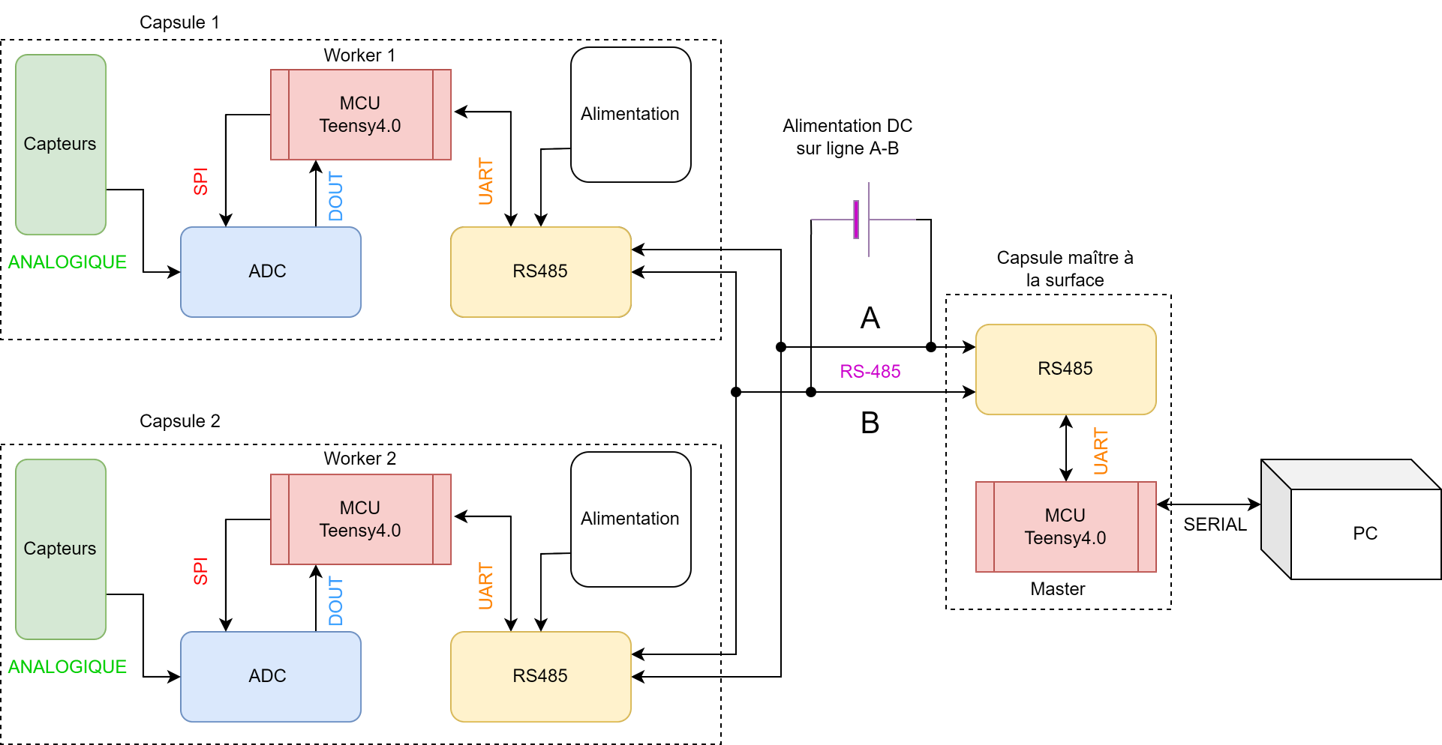 Capsule 1
Worker 1
Capteurs
MCU
Teensy4.0
Alimentation
SPI
DOUT
UART
ANALOGIQUE
ADC
RS485
Alimentation DC
sur ligne A-B
A
RS-485
B
Capsule maître à
la surface
RS485
UART
MCU
Teensy4.0
Master
SERIAL
PC
Capsule 2
Worker 2
Capteurs
MCU
Teensy4.0
Alimentation
SPI
DOUT
UART
ANALOGIQUE
ADC
RS485